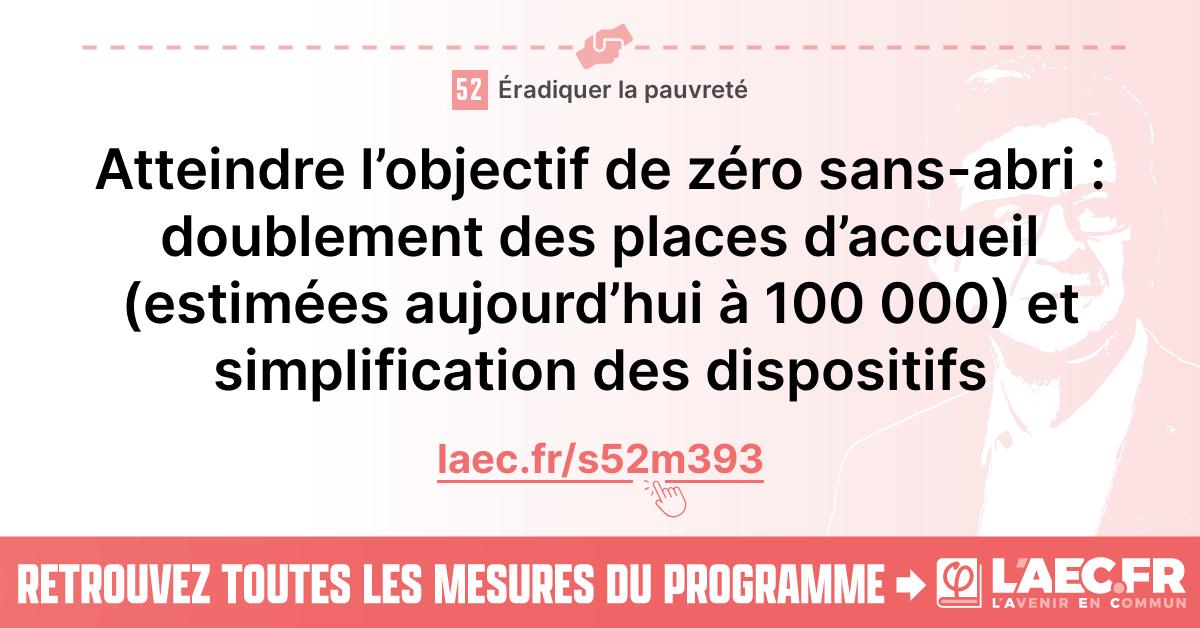 52 Éradiquer la pauvreté
Atteindre l’objectif de zéro sans-abri :
doublement des places d’accueil
(estimées aujourd’hui à 100 000) et
simplification des dispositifs
laec.fr/s52m393
RETROUVEZ TOUTES LES MESURES DU PROGRAMME
L'AEC.FR
L'AVENIR EN COMMUN